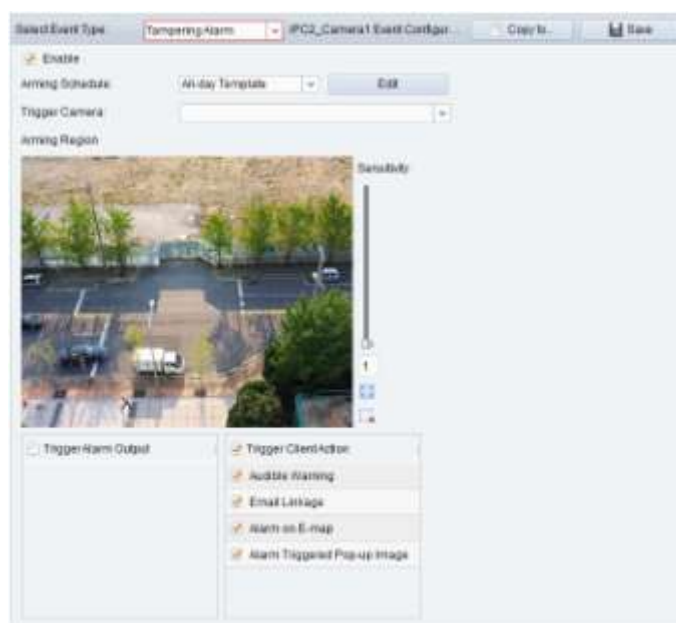 Select Event Type: Tampering Alarm IPC2_Camera1 Event Configur... Copy to... Save
Enable
Arming Schedule: All-day Template Edit
Trigger Camera:
Arming Region
Sensitivity
1
Trigger Alarm Output
Trigger Client Action
Audible Warning
Email Linkage
Alarm on E-map
Alarm Triggered Pop-up Image